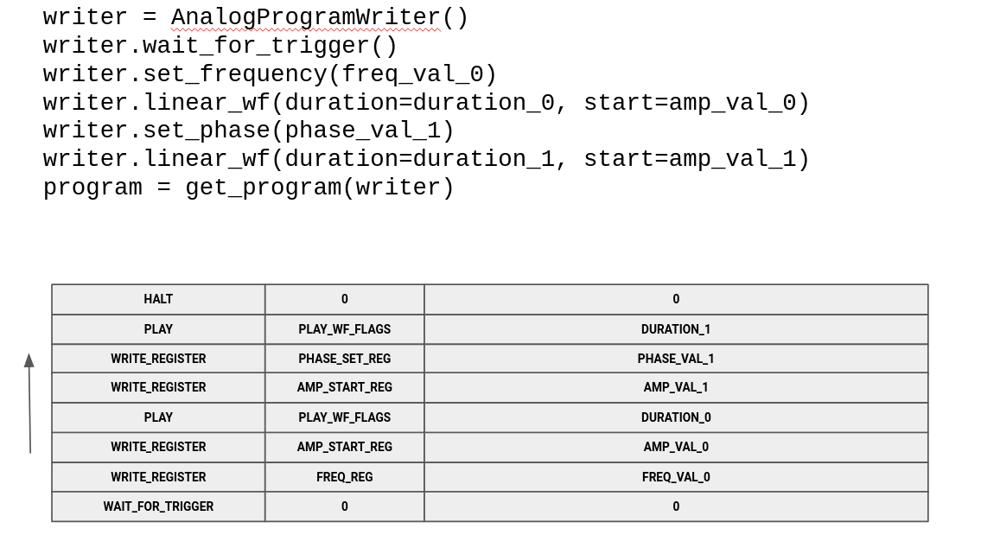 writer = AnalogProgramWriter()
writer.wait_for_trigger()
writer.set_frequency(freq_val_0)
writer.linear_wf(duration=duration_0, start=amp_val_0)
writer.set_phase(phase_val_1)
writer.linear_wf(duration=duration_1, start=amp_val_1)
program = get_program(writer)
HALT 0 0
PLAY PLAY_WF_FLAGS DURATION_1
WRITE_REGISTER PHASE_SET_REG PHASE_VAL_1
WRITE_REGISTER AMP_START_REG AMP_VAL_1
PLAY PLAY_WF_FLAGS DURATION_0
WRITE_REGISTER AMP_START_REG AMP_VAL_0
WRITE_REGISTER FREQ_REG FREQ_VAL_0
WAIT_FOR_TRIGGER 0 0